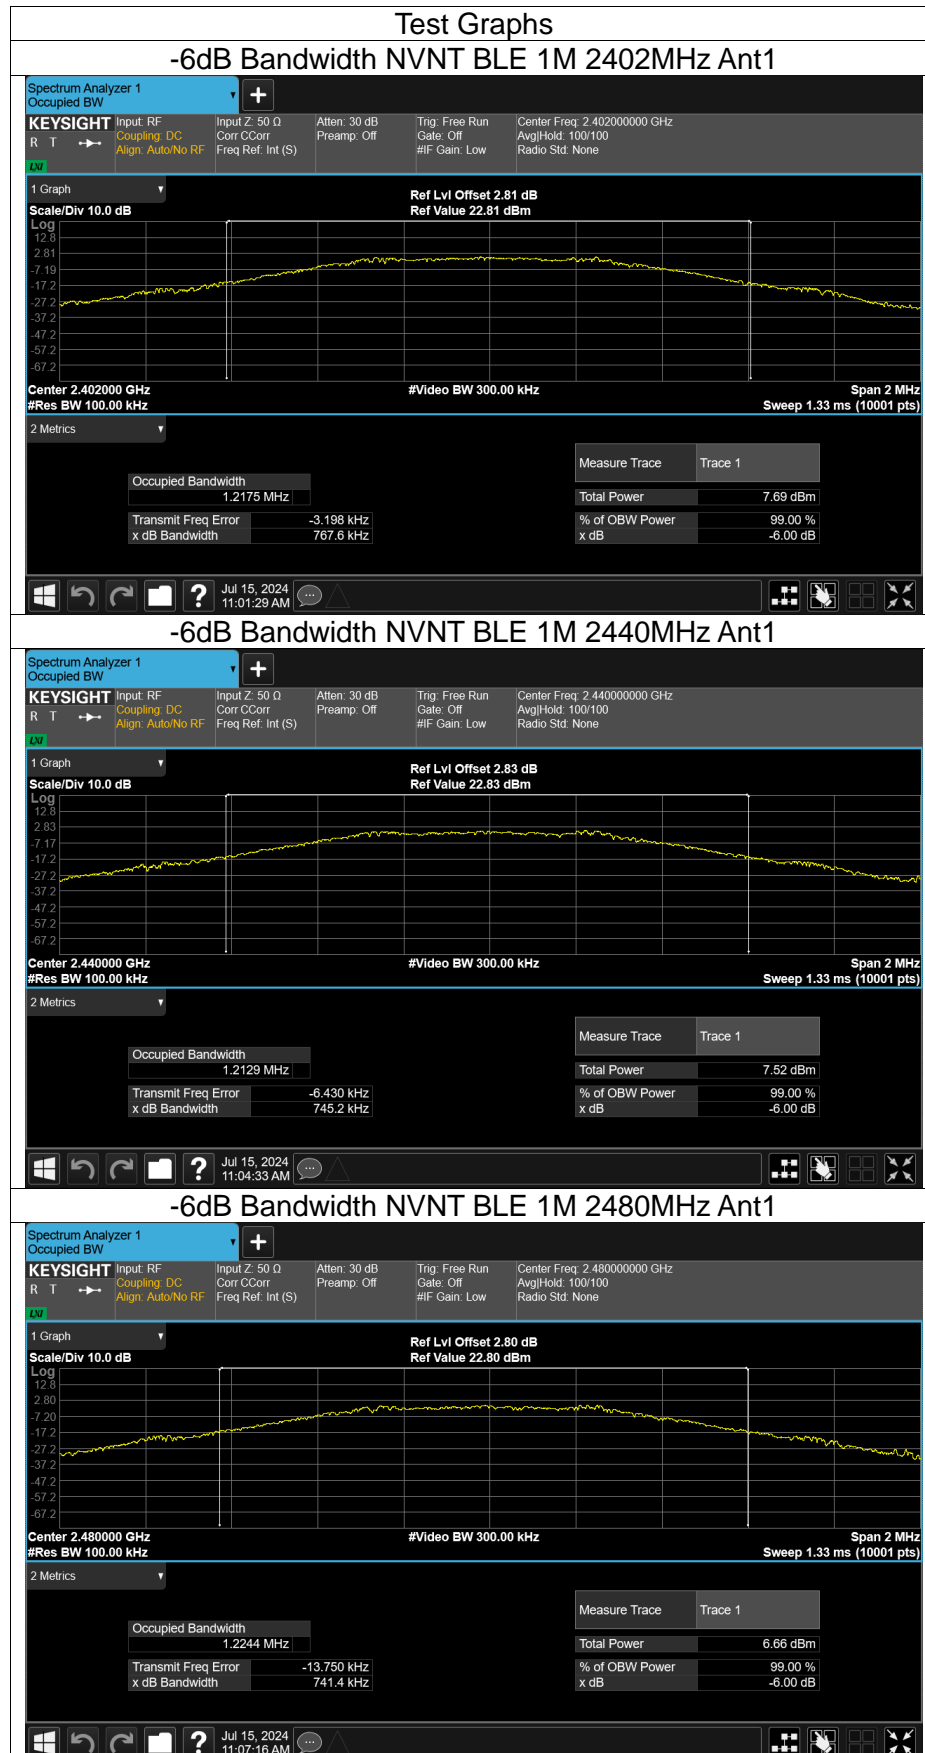 Test Graphs
-6dB Bandwidth NVNT BLE 1M 2402MHz Ant1
Spectrum Analyzer 1
Occupied BW
+
KEYSIGHT Input: RF Input Z: 50 Ω Atten: 30 dB Trig: Free Run Center Freq: 2.402000000 GHz
R T Coupling: DC Corr CCorr Preamp: Off Gate: Off Avg|Hold: 100/100
Align: Auto/No RF Freq Ref: Int (S) #IF Gain: Low Radio Std: None
LXI
1 Graph
Ref Lvl Offset 2.81 dB
Scale/Div 10.0 dB Ref Value 22.81 dBm
Log
12.8
2.81
-7.19
-17.2
-27.2
-37.2
-47.2
-57.2
-67.2
Center 2.402000 GHz #Video BW 300.00 kHz Span 2 MHz
#Res BW 100.00 kHz Sweep 1.33 ms (10001 pts)
2 Metrics
Measure Trace Trace 1
Occupied Bandwidth
1.2175 MHz Total Power 7.69 dBm
Transmit Freq Error -3.198 kHz % of OBW Power 99.00 %
x dB Bandwidth 767.6 kHz x dB -6.00 dB
? Jul 15, 2024
11:01:29 AM
-6dB Bandwidth NVNT BLE 1M 2440MHz Ant1
Spectrum Analyzer 1
Occupied BW
+
KEYSIGHT Input: RF Input Z: 50 Ω Atten: 30 dB Trig: Free Run Center Freq: 2.440000000 GHz
R T Coupling: DC Corr CCorr Preamp: Off Gate: Off Avg|Hold: 100/100
Align: Auto/No RF Freq Ref: Int (S) #IF Gain: Low Radio Std: None
LXI
1 Graph
Ref Lvl Offset 2.83 dB
Scale/Div 10.0 dB Ref Value 22.83 dBm
Log
12.8
2.83
-7.17
-17.2
-27.2
-37.2
-47.2
-57.2
-67.2
Center 2.440000 GHz #Video BW 300.00 kHz Span 2 MHz
#Res BW 100.00 kHz Sweep 1.33 ms (10001 pts)
2 Metrics
Measure Trace Trace 1
Occupied Bandwidth
1.2129 MHz Total Power 7.52 dBm
Transmit Freq Error -6.430 kHz % of OBW Power 99.00 %
x dB Bandwidth 745.2 kHz x dB -6.00 dB
? Jul 15, 2024
11:04:33 AM
-6dB Bandwidth NVNT BLE 1M 2480MHz Ant1
Spectrum Analyzer 1
Occupied BW
+
KEYSIGHT Input: RF Input Z: 50 Ω Atten: 30 dB Trig: Free Run Center Freq: 2.480000000 GHz
R T Coupling: DC Corr CCorr Preamp: Off Gate: Off Avg|Hold: 100/100
Align: Auto/No RF Freq Ref: Int (S) #IF Gain: Low Radio Std: None
LXI
1 Graph
Ref Lvl Offset 2.80 dB
Scale/Div 10.0 dB Ref Value 22.80 dBm
Log
12.8
2.80
-7.20
-17.2
-27.2
-37.2
-47.2
-57.2
-67.2
Center 2.480000 GHz #Video BW 300.00 kHz Span 2 MHz
#Res BW 100.00 kHz Sweep 1.33 ms (10001 pts)
2 Metrics
Measure Trace Trace 1
Occupied Bandwidth
1.2244 MHz Total Power 6.66 dBm
Transmit Freq Error -13.750 kHz % of OBW Power 99.00 %
x dB Bandwidth 741.4 kHz x dB -6.00 dB
? Jul 15, 2024
11:07:16 AM